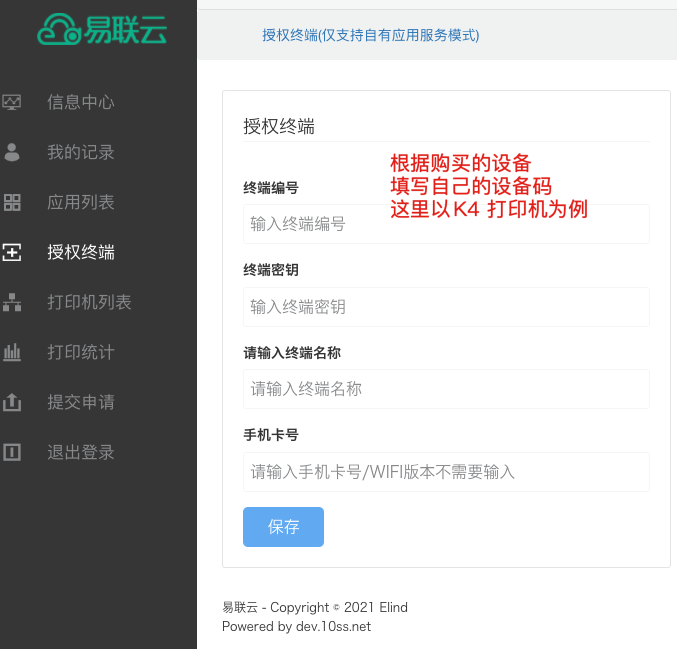 易联云
信息中心
我的记录
应用列表
授权终端
打印机列表
打印统计
提交申请
退出登录
授权终端(仅支持自有应用服务模式)
授权终端
根据购买的设备
填写自己的设备码
这里以K4 打印机为例
终端编号
输入终端编号
终端密钥
输入终端密钥
请输入终端名称
请输入终端名称
手机卡号
请输入手机卡号/WIFI版本不需要输入
保存
易联云 - Copyright © 2021 Elind
Powered by dev.10ss.net